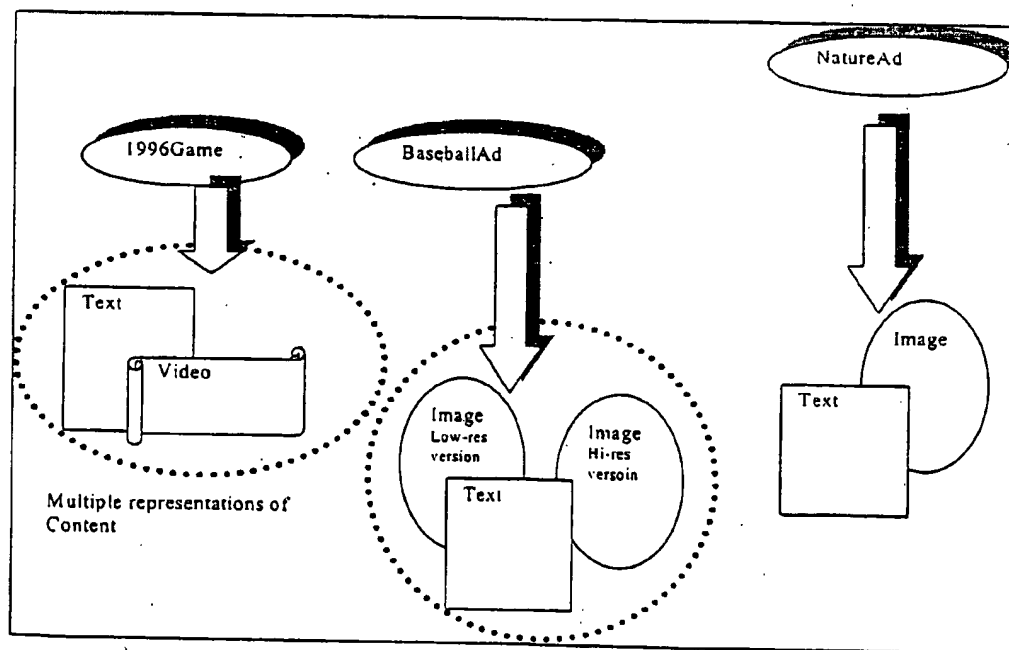 NatureAd
1996Game
BaseballAd
Text
Video
Image
Low-res
version
Image
Hi-res
versoin
Text
Image
Text
Multiple representations of
Content